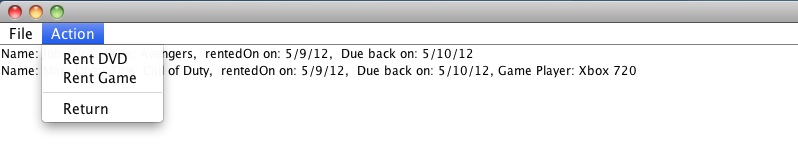 File Action
Name: Avengers, rentedOn on: 5/9/12, Due back on: 5/10/12
Name: of Duty, rentedOn on: 5/9/12, Due back on: 5/10/12, Game Player: Xbox 720
Rent DVD
Rent Game
Return